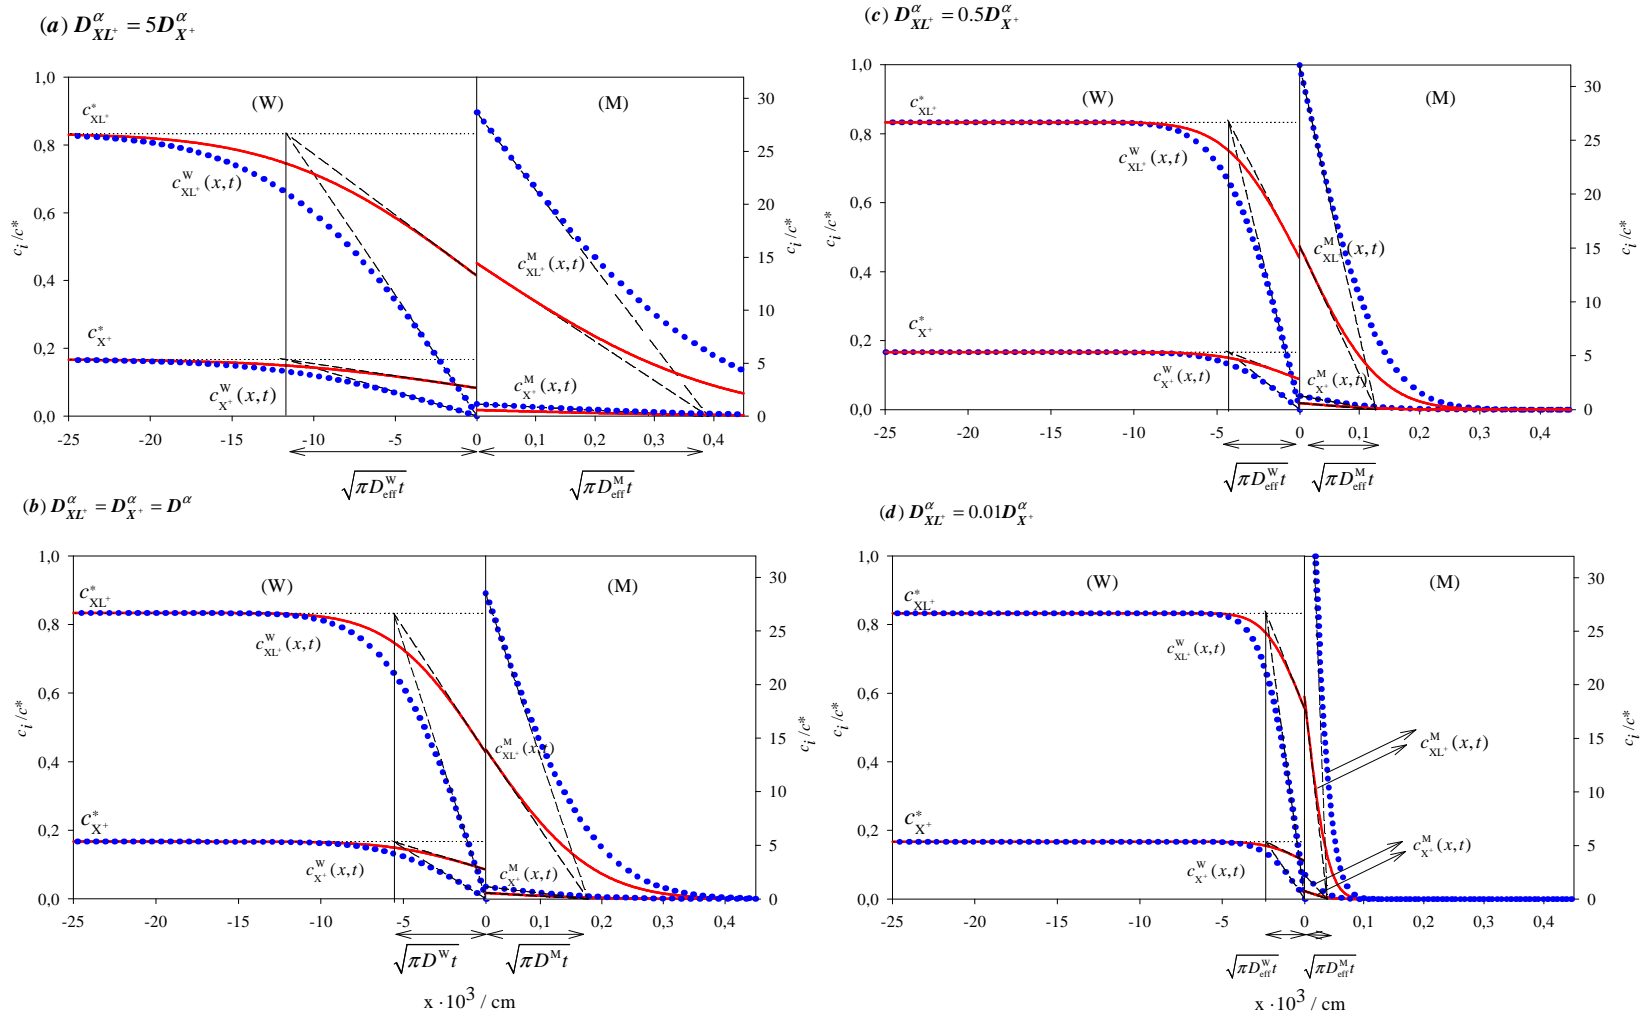 (a) D^α_XL⁺ = 5D^α_X⁺
(W) (M)
c*_XL⁺
c^W_XL⁺(x,t)
c^M_XL⁺(x,t)
c*_X⁺
c^W_X⁺(x,t)
c^M_X⁺(x,t)
1,0
0,8
0,6
0,4
0,2
0,0
c_i/c*
30
25
20
15
10
5
0
c_i/c*
-25 -20 -15 -10 -5 0 0,1 0,2 0,3 0,4
√πD^W_eff t √πD^M_eff t
(b) D^α_XL⁺ = D^α_X⁺ = D^α
(W) (M)
c*_XL⁺
c^W_XL⁺(x,t)
c^M_XL⁺(x,t)
c*_X⁺
c^W_X⁺(x,t)
c^M_X⁺(x,t)
1,0
0,8
0,6
0,4
0,2
0,0
c_i/c*
30
25
20
15
10
5
0
c_i/c*
-25 -20 -15 -10 -5 0 0,1 0,2 0,3 0,4
√πD^W t √πD^M t
x · 10³ / cm
(c) D^α_XL⁺ = 0.5D^α_X⁺
(W) (M)
c*_XL⁺
c^W_XL⁺(x,t)
c^M_XL⁺(x,t)
c*_X⁺
c^W_X⁺(x,t)
c^M_X⁺(x,t)
1,0
0,8
0,6
0,4
0,2
0,0
c_i/c*
30
25
20
15
10
5
0
c_i/c*
-25 -20 -15 -10 -5 0 0,1 0,2 0,3 0,4
√πD^W_eff t √πD^M_eff t
(d) D^α_XL⁺ = 0.01D^α_X⁺
(W) (M)
c*_XL⁺
c^W_XL⁺(x,t)
c^M_XL⁺(x,t)
c*_X⁺
c^W_X⁺(x,t)
c^M_X⁺(x,t)
1,0
0,8
0,6
0,4
0,2
0,0
c_i/c*
30
25
20
15
10
5
0
c_i/c*
-25 -20 -15 -10 -5 0 0,1 0,2 0,3 0,4
√πD^W_eff t √πD^M_eff t
x · 10³ / cm